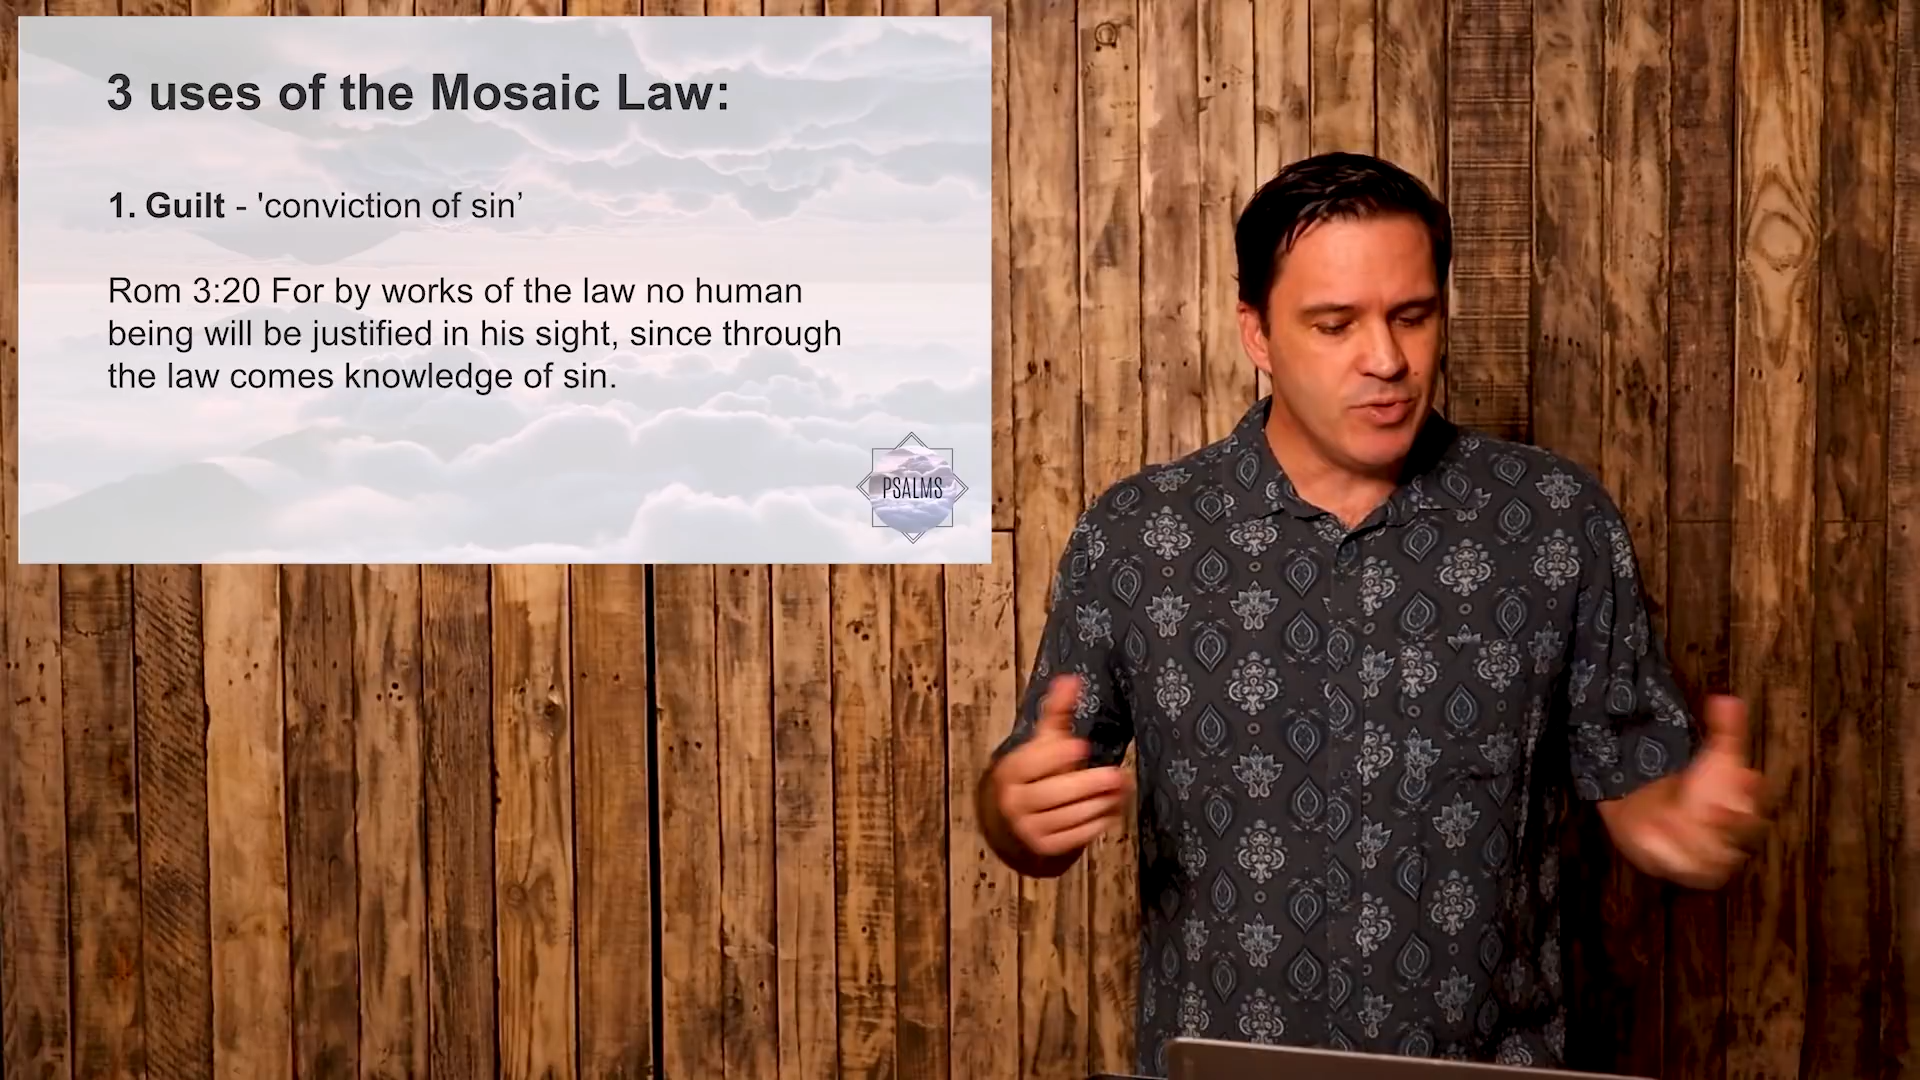 3 uses of the Mosaic Law:
1. Guilt - 'conviction of sin’
Rom 3:20 For by works of the law no human
being will be justified in his sight, since through
the law comes knowledge of sin.
PSALMS